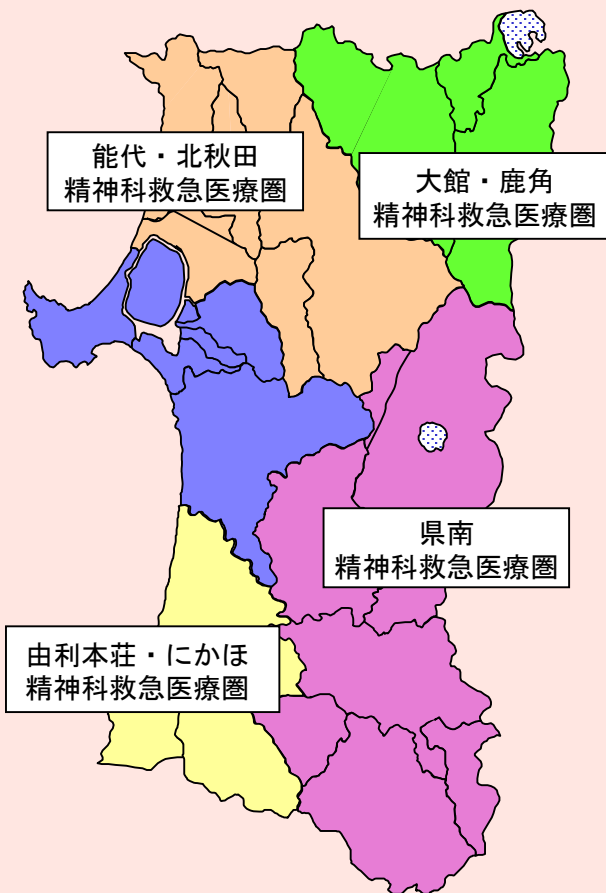 能代・北秋田
精神科救急医療圏
大館・鹿角
精神科救急医療圏
県南
精神科救急医療圏
由利本荘・にかほ
精神科救急医療圏